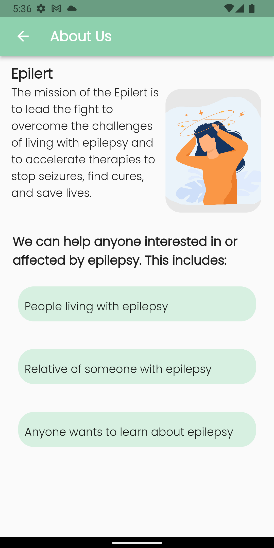 5:36
About Us
Epilert
The mission of the Epilert is
to lead the fight to
overcome the challenges
of living with epilepsy and
to accelerate therapies to
stop seizures, find cures,
and save lives.
We can help anyone interested in or
affected by epilepsy. This includes:
People living with epilepsy
Relative of someone with epilepsy
Anyone wants to learn about epilepsy